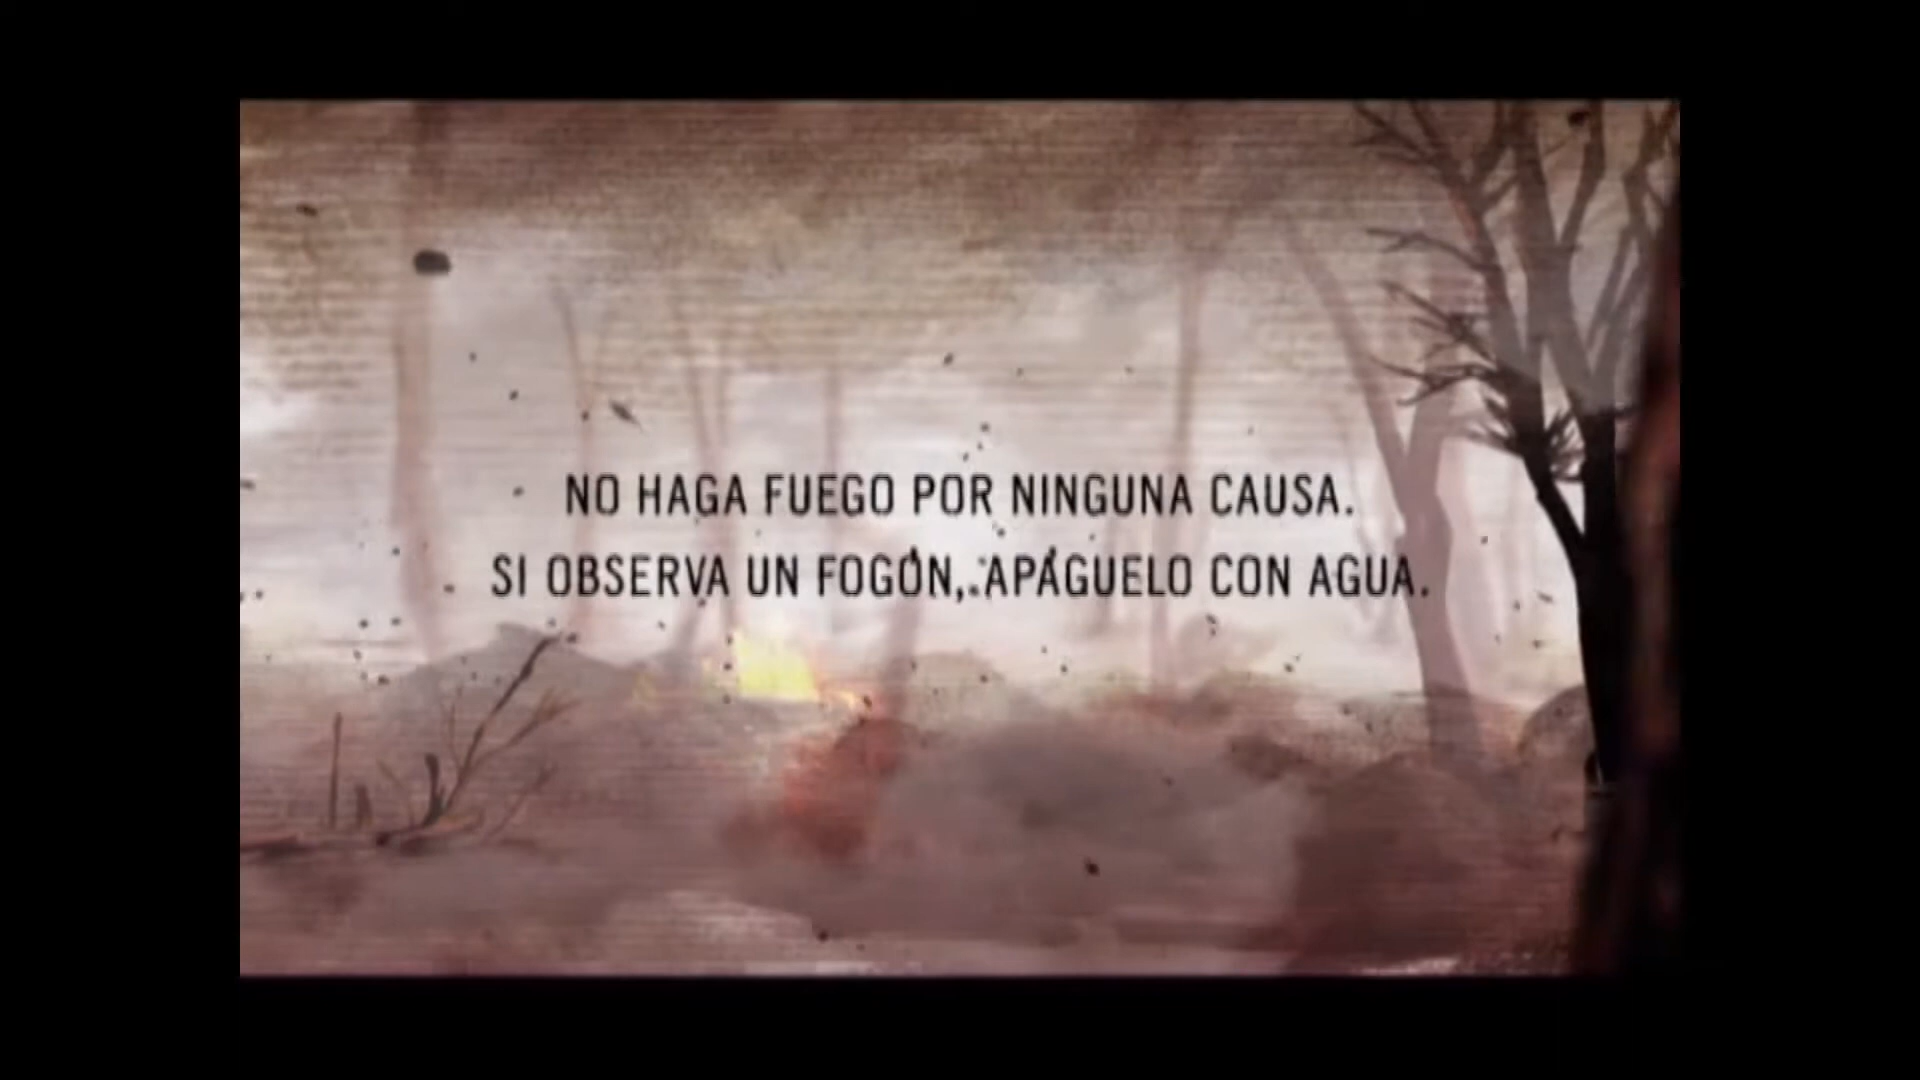 NO HAGA FUEGO POR NINGUNA CAUSA.
SI OBSERVA UN FOGÓN, APÁGUELO CON AGUA.